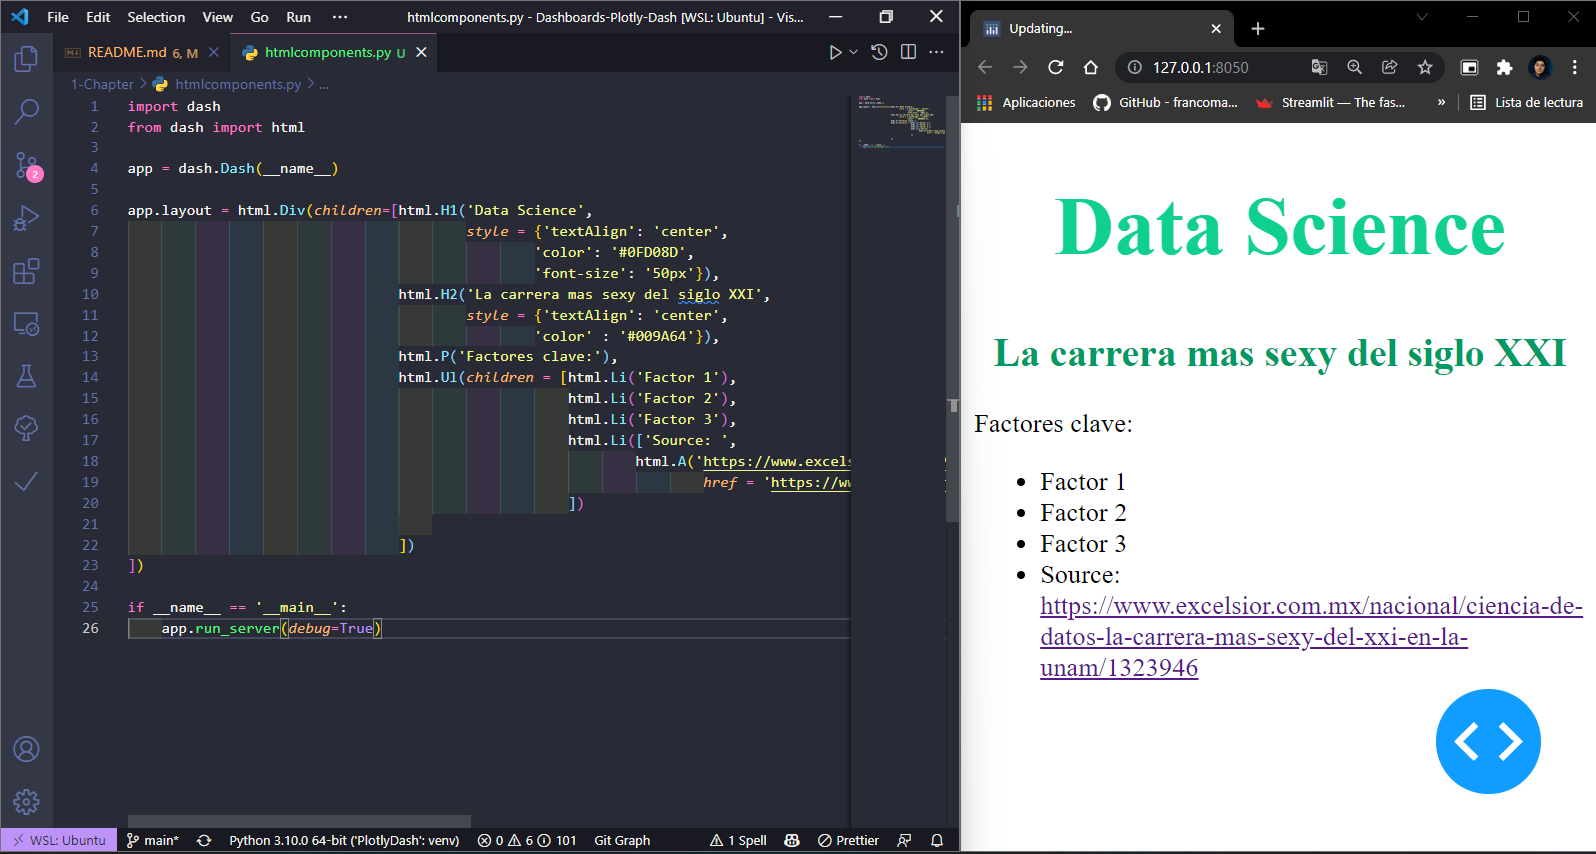 File Edit Selection View Go Run ··· htmlcomponents.py - Dashboards-Plotly-Dash [WSL: Ubuntu] - Vis...
README.md 6, M htmlcomponents.py U
1-Chapter > htmlcomponents.py > ...
1 import dash
2 from dash import html
3
4 app = dash.Dash(__name__)
5
6 app.layout = html.Div(children=[html.H1('Data Science',
7 style = {'textAlign': 'center',
8 'color': '#0FD08D',
9 'font-size': '50px'}),
10 html.H2('La carrera mas sexy del siglo XXI',
11 style = {'textAlign': 'center',
12 'color' : '#009A64'}),
13 html.P('Factores clave:'),
14 html.Ul(children = [html.Li('Factor 1'),
15 html.Li('Factor 2'),
16 html.Li('Factor 3'),
17 html.Li(['Source: ',
18 html.A('https://www.excels
19 href = 'https://ww
20 ])
21
22 ])
23 ])
24
25 if __name__ == '__main__':
26 app.run_server(debug=True)
2
WSL: Ubuntu main* Python 3.10.0 64-bit ('PlotlyDash': venv) 0 6 101 Git Graph 1 Spell Prettier
Updating...
127.0.0.1:8050
Aplicaciones GitHub - francoma... Streamlit — The fas... » Lista de lectura
Data Science
La carrera mas sexy del siglo XXI
Factores clave:
Factor 1
Factor 2
Factor 3
Source:
https://www.excelsior.com.mx/nacional/ciencia-de-
datos-la-carrera-mas-sexy-del-xxi-en-la-
unam/1323946